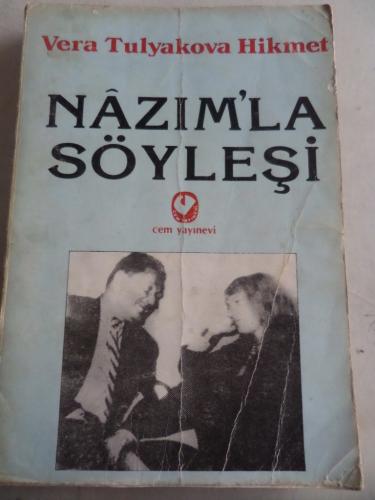 Vera Tulyakova Hikmet
NÂZIM'LA
SÖYLEŞİ
cem yayınevi